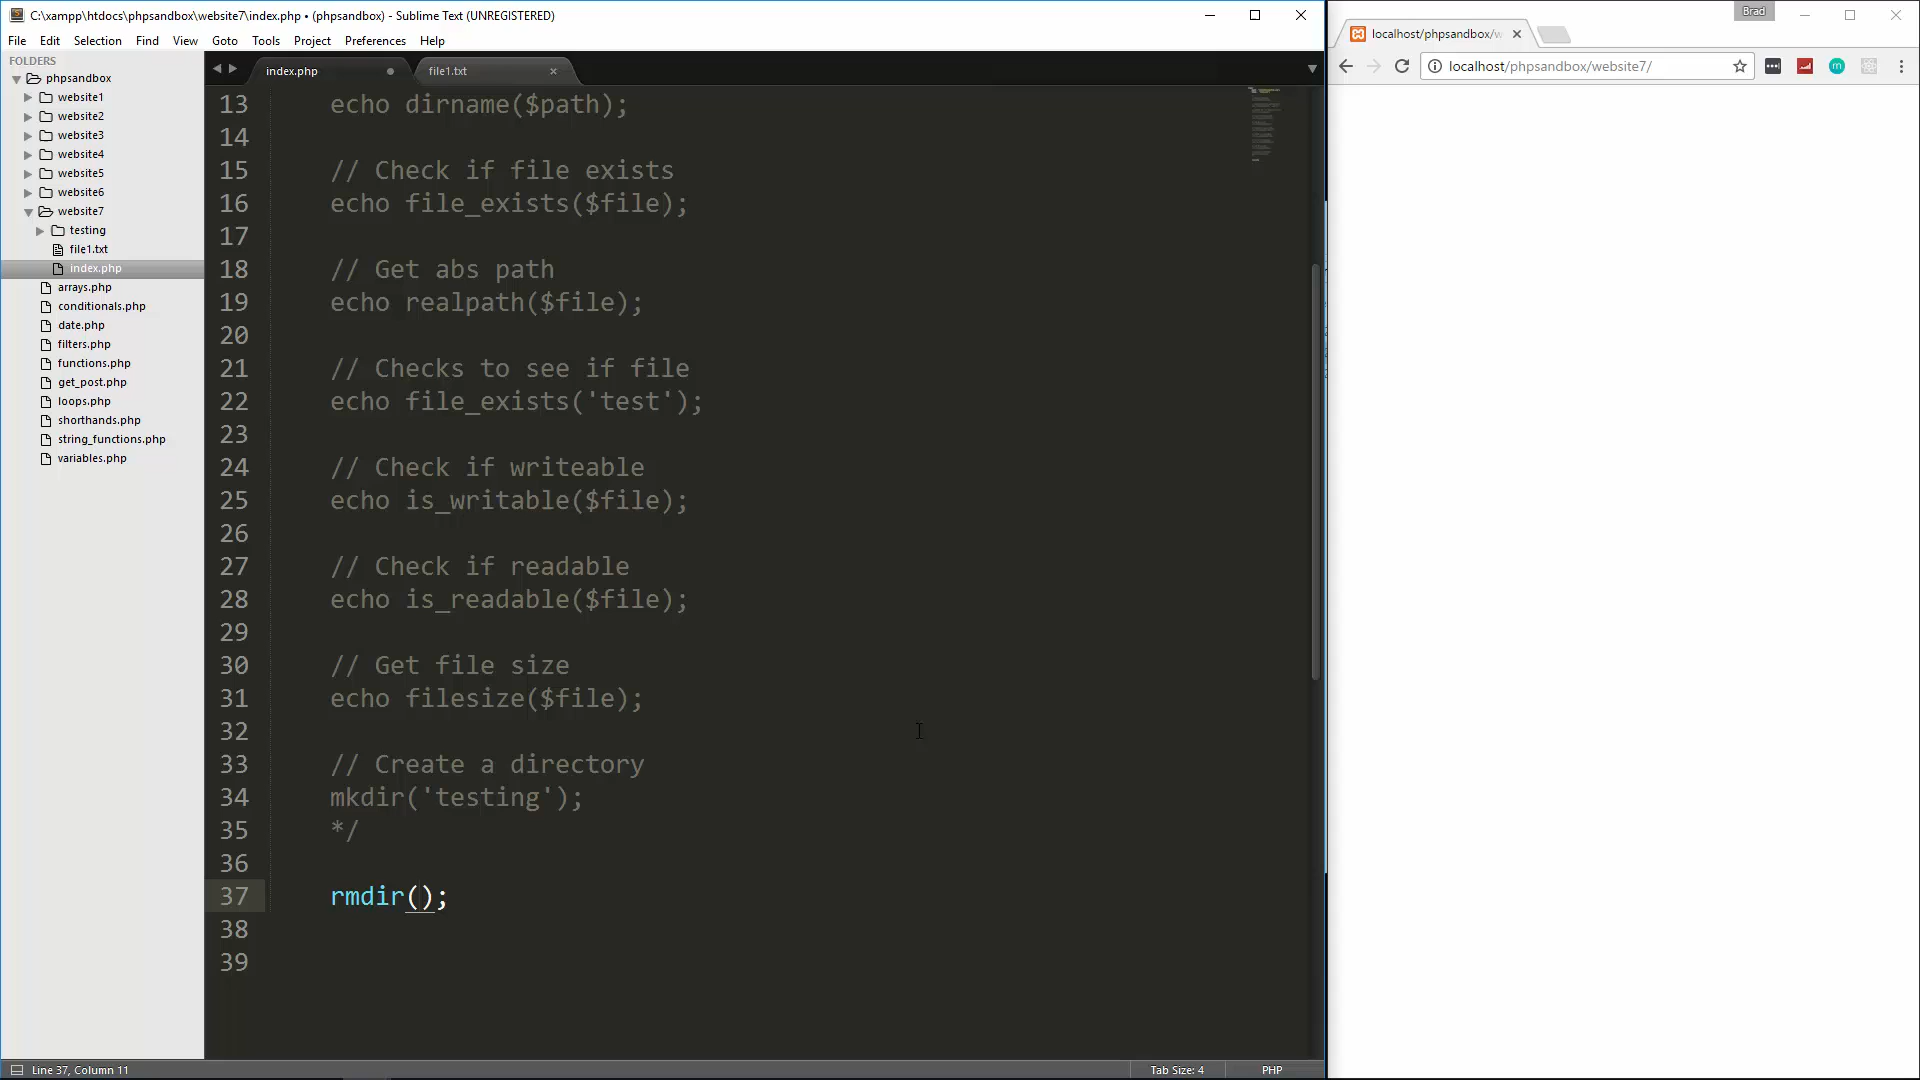 C:\xampp\htdocs\phpsandbox\website7\index.php • (phpsandbox) - Sublime Text (UNREGISTERED)
File Edit Selection Find View Goto Tools Project Preferences Help
FOLDERS
phpsandbox
website1
website2
website3
website4
website5
website6
website7
testing
file1.txt
index.php
arrays.php
conditionals.php
date.php
filters.php
functions.php
get_post.php
loops.php
shorthands.php
string_functions.php
variables.php
index.php
file1.txt
13 echo dirname($path);
14
15 // Check if file exists
16 echo file_exists($file);
17
18 // Get abs path
19 echo realpath($file);
20
21 // Checks to see if file
22 echo file_exists('test');
23
24 // Check if writeable
25 echo is_writable($file);
26
27 // Check if readable
28 echo is_readable($file);
29
30 // Get file size
31 echo filesize($file);
32
33 // Create a directory
34 mkdir('testing');
35 */
36
37 rmdir();
38
39
Line 37, Column 11
Tab Size: 4
PHP
Brad
localhost/phpsandbox/w
localhost/phpsandbox/website7/